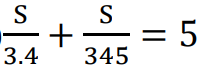 S/3.4 + S/345 = 5